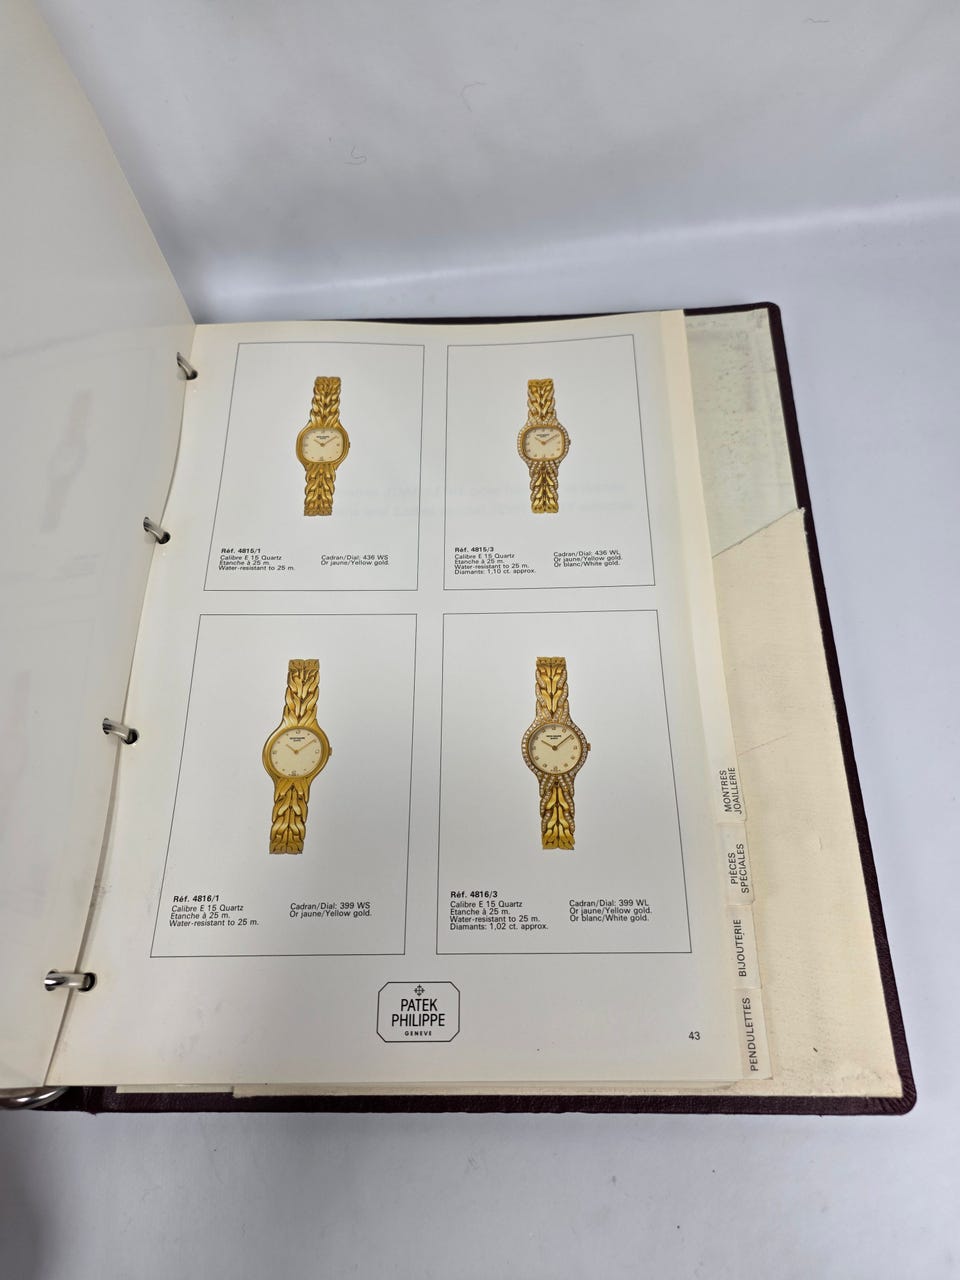 Réf. 4815/1
Calibre E 15 Quartz
Etanche à 25 m.
Water-resistant to 25 m.
Cadran/Dial: 436 WS
Or jaune/Yellow gold.
Réf. 4815/3
Calibre E 15 Quartz
Etanche à 25 m.
Water-resistant to 25 m.
Diamants: 1,10 ct. approx.
Cadran/Dial: 436 WL
Or jaune/Yellow gold.
Or blanc/White gold.
Réf. 4816/1
Calibre E 15 Quartz
Etanche à 25 m.
Water-resistant to 25 m.
Cadran/Dial: 399 WS
Or jaune/Yellow gold.
Réf. 4816/3
Calibre E 15 Quartz
Etanche à 25 m.
Water-resistant to 25 m.
Diamants: 1,02 ct. approx.
Cadran/Dial: 399 WL
Or jaune/Yellow gold.
Or blanc/White gold.
PATEK
PHILIPPE
GENEVE
43
MONTRES
JOAILLERIE
PIÈCES
SPÉCIALES
BIJOUTERIE
PENDULETTES